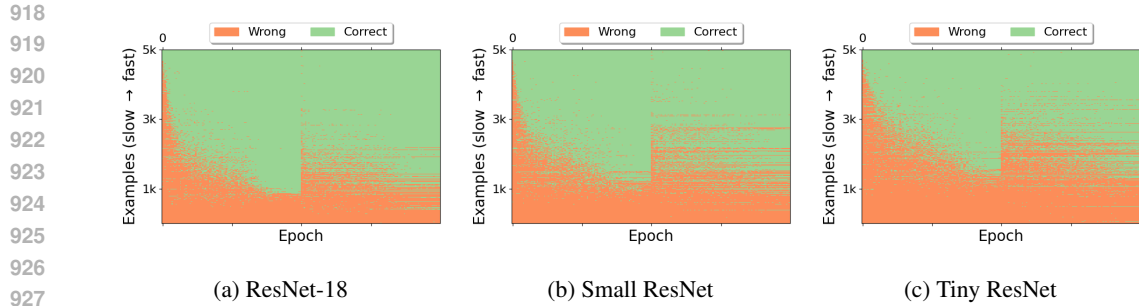 918
919
920
921
922
923
924
925
926
927
Wrong Correct
0
5k
3k
1k
Examples (slow → fast)
Epoch
(a) ResNet-18
Wrong Correct
0
5k
3k
1k
Examples (slow → fast)
Epoch
(b) Small ResNet
Wrong Correct
0
5k
3k
1k
Examples (slow → fast)
Epoch
(c) Tiny ResNet